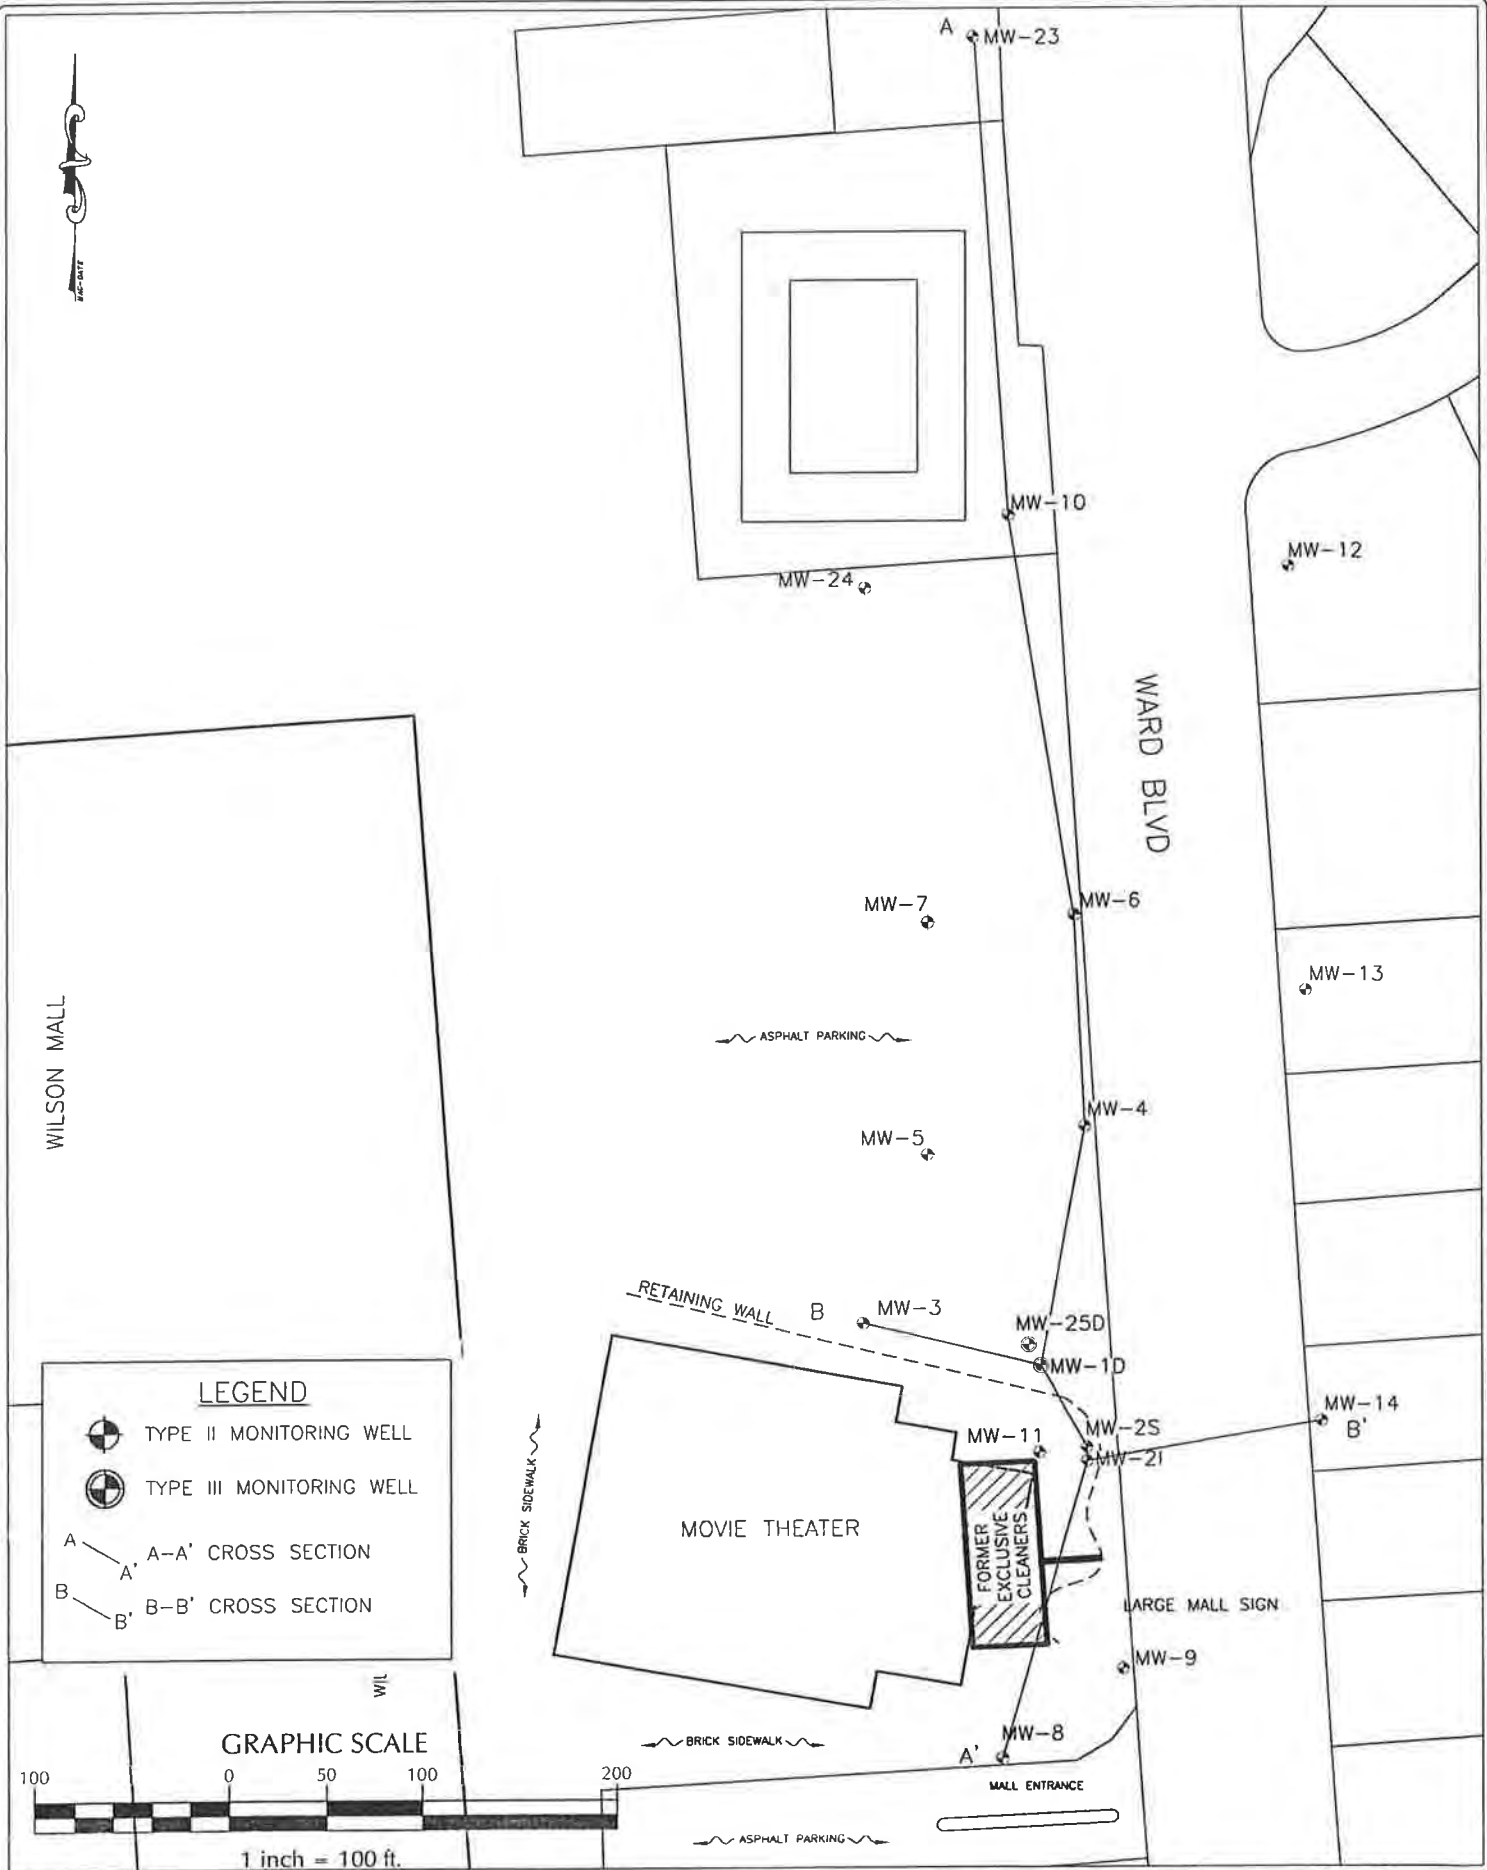 A
MW-23
MAG-DATE
MW-10
MW-12
MW-24
WARD BLVD
MW-7
MW-6
MW-13
WILSON MALL
ASPHALT PARKING
MW-4
MW-5
RETAINING WALL
B
MW-3
MW-25D
MW-1D
MW-14
B'
MW-2S
MW-2I
MW-11
LEGEND
TYPE II MONITORING WELL
TYPE III MONITORING WELL
A
A'
A-A' CROSS SECTION
B
B'
B-B' CROSS SECTION
BRICK SIDEWALK
MOVIE THEATER
FORMER
EXCLUSIVE
CLEANERS
LARGE MALL SIGN
MW-9
WIL
GRAPHIC SCALE
BRICK SIDEWALK
MW-8
A'
MALL ENTRANCE
100 0 50 100 200
ASPHALT PARKING
1 inch = 100 ft.